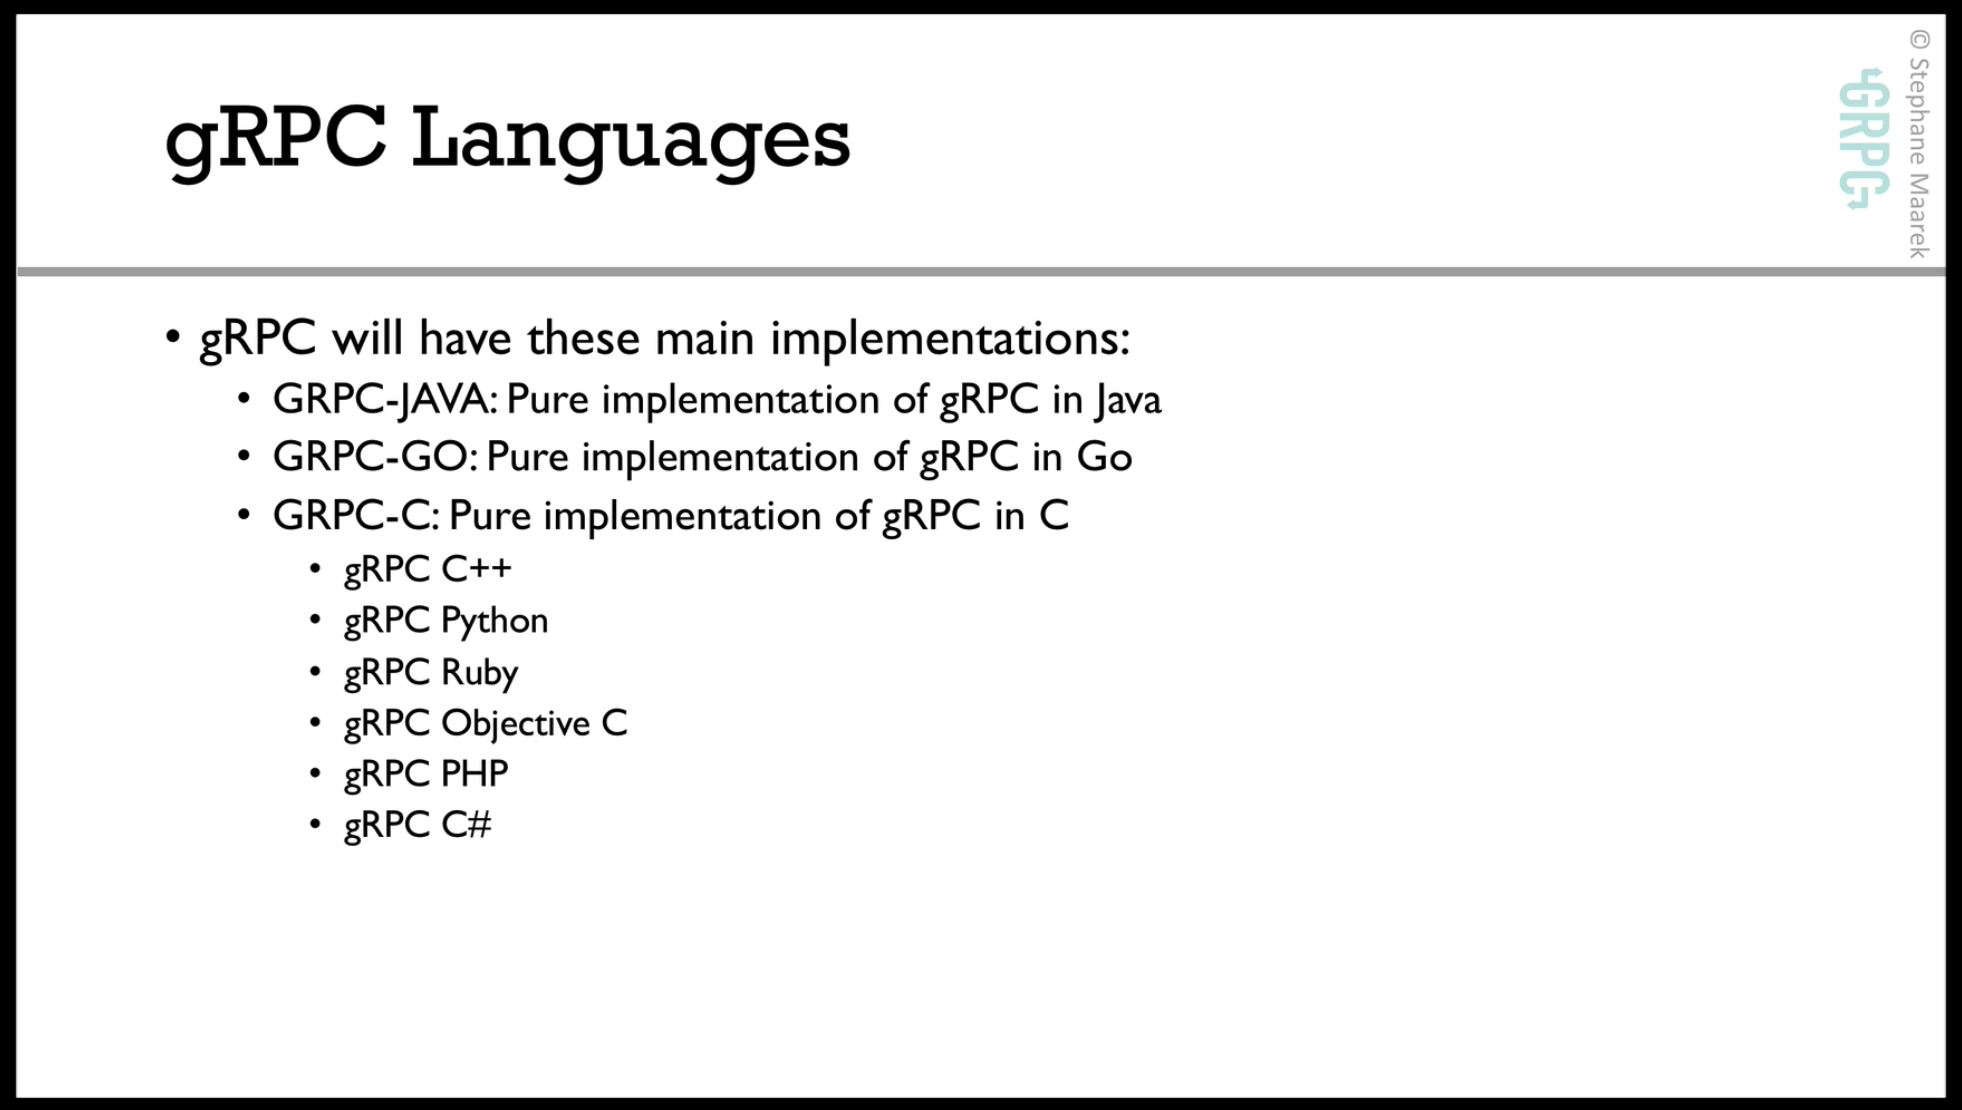 gRPC Languages
GRPC
© Stephane Maarek
• gRPC will have these main implementations:
• GRPC-JAVA: Pure implementation of gRPC in Java
• GRPC-GO: Pure implementation of gRPC in Go
• GRPC-C: Pure implementation of gRPC in C
• gRPC C++
• gRPC Python
• gRPC Ruby
• gRPC Objective C
• gRPC PHP
• gRPC C#